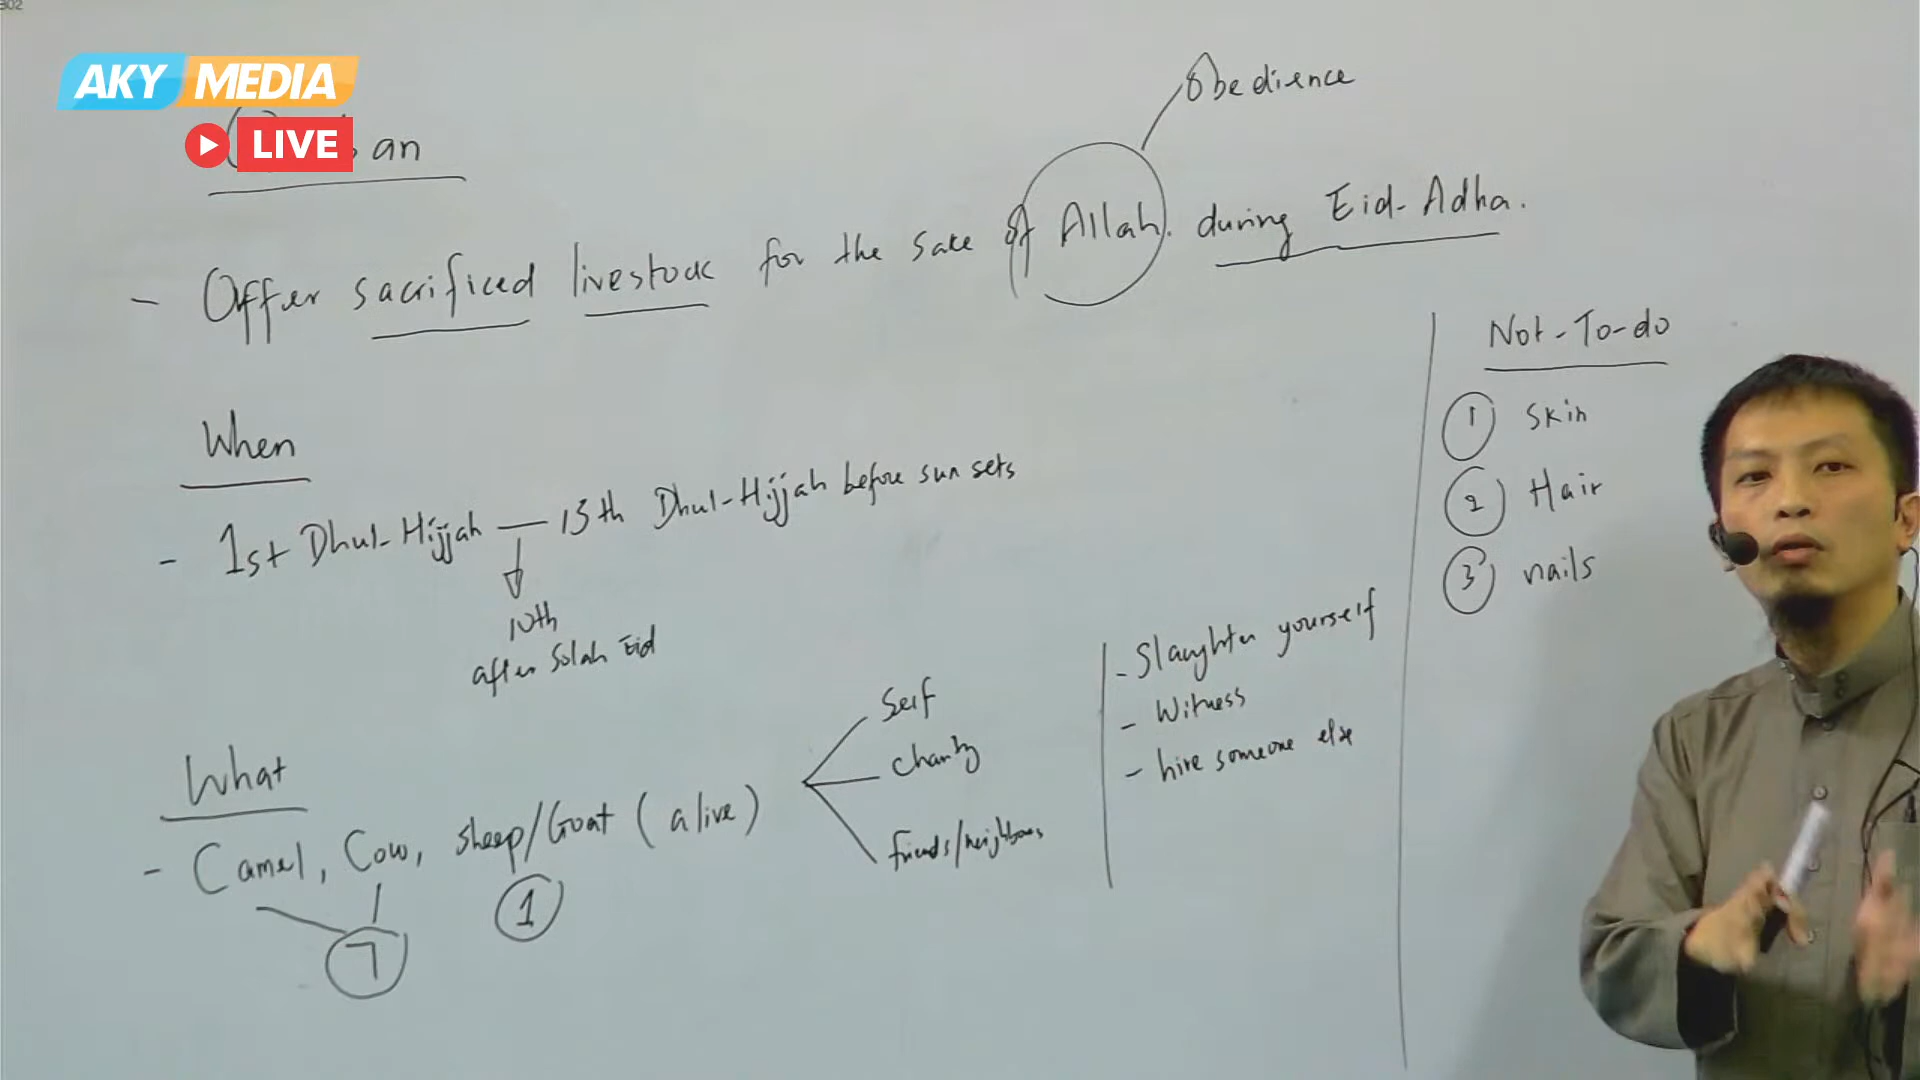 302
AKY MEDIA
LIVE
an
Obedience
- Offer sacrificed livestock for the sake of Allah. during Eid-Adha.
When
- 1st Dhul-Hijjah — 13th Dhul-Hijjah before sun sets
10th
after Solah Eid
What
- Camel, Cow, sheep/Goat (alive)
7
1
Self
charity
friends/neighbours
- Slaughter yourself
- Witness
- hire someone else
Not-To-do
1 Skin
2 Hair
3 nails